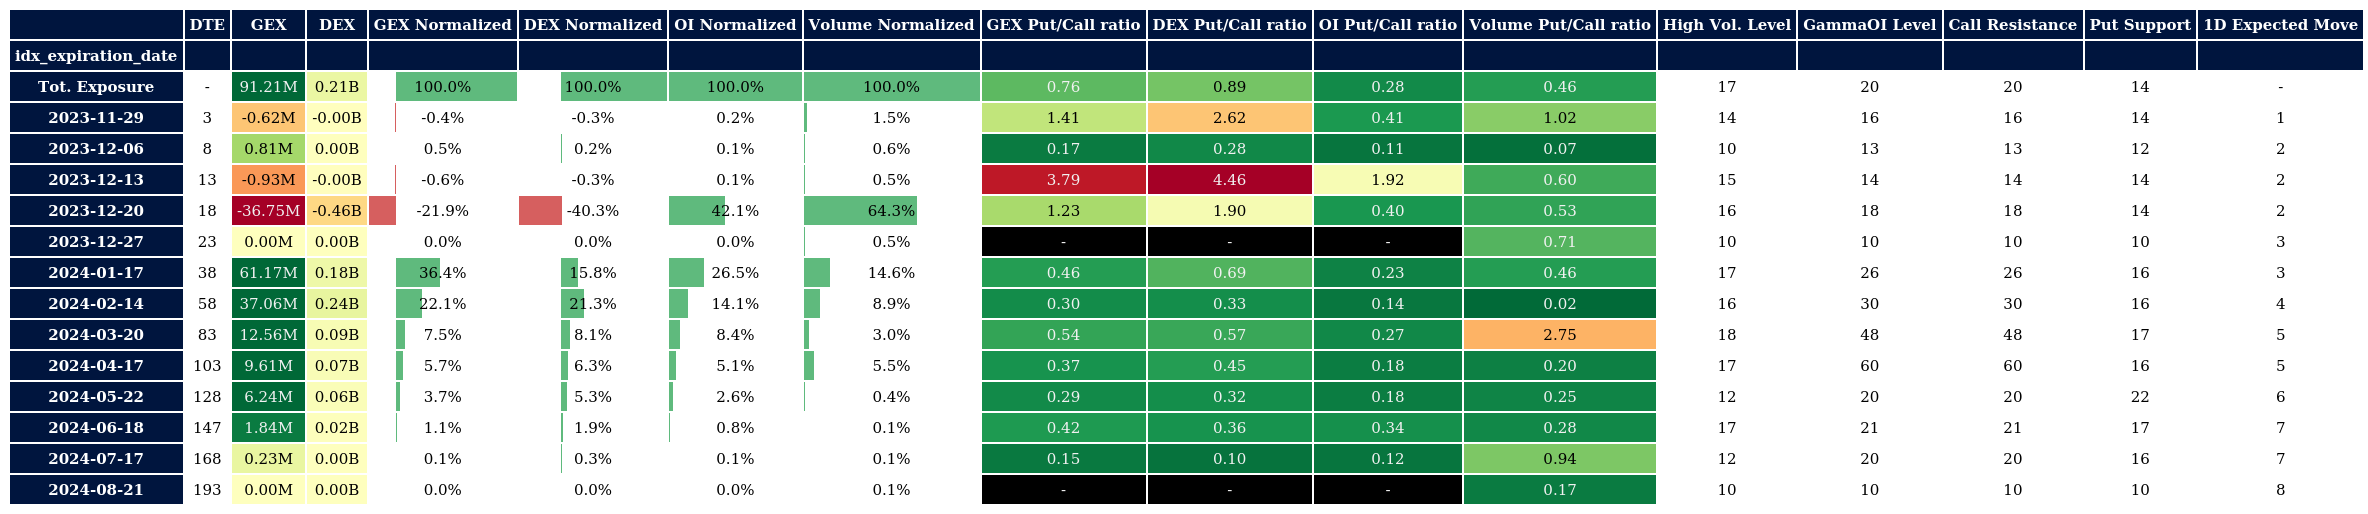 DTE GEX DEX GEX Normalized DEX Normalized OI Normalized Volume Normalized GEX Put/Call ratio DEX Put/Call ratio OI Put/Call ratio Volume Put/Call ratio High Vol. Level GammaOI Level Call Resistance Put Support 1D Expected Move
idx_expiration_date
Tot. Exposure - 91.21M 0.21B 100.0% 100.0% 100.0% 100.0% 0.76 0.89 0.28 0.46 17 20 20 14 -
2023-11-29 3 -0.62M -0.00B -0.4% -0.3% 0.2% 1.5% 1.41 2.62 0.41 1.02 14 16 16 14 1
2023-12-06 8 0.81M 0.00B 0.5% 0.2% 0.1% 0.6% 0.17 0.28 0.11 0.07 10 13 13 12 2
2023-12-13 13 -0.93M -0.00B -0.6% -0.3% 0.1% 0.5% 3.79 4.46 1.92 0.60 15 14 14 14 2
2023-12-20 18 -36.75M -0.46B -21.9% -40.3% 42.1% 64.3% 1.23 1.90 0.40 0.53 16 18 18 14 2
2023-12-27 23 0.00M 0.00B 0.0% 0.0% 0.0% 0.5% - - - 0.71 10 10 10 10 3
2024-01-17 38 61.17M 0.18B 36.4% 15.8% 26.5% 14.6% 0.46 0.69 0.23 0.46 17 26 26 16 3
2024-02-14 58 37.06M 0.24B 22.1% 21.3% 14.1% 8.9% 0.30 0.33 0.14 0.02 16 30 30 16 4
2024-03-20 83 12.56M 0.09B 7.5% 8.1% 8.4% 3.0% 0.54 0.57 0.27 2.75 18 48 48 17 5
2024-04-17 103 9.61M 0.07B 5.7% 6.3% 5.1% 5.5% 0.37 0.45 0.18 0.20 17 60 60 16 5
2024-05-22 128 6.24M 0.06B 3.7% 5.3% 2.6% 0.4% 0.29 0.32 0.18 0.25 12 20 20 22 6
2024-06-18 147 1.84M 0.02B 1.1% 1.9% 0.8% 0.1% 0.42 0.36 0.34 0.28 17 21 21 17 7
2024-07-17 168 0.23M 0.00B 0.1% 0.3% 0.1% 0.1% 0.15 0.10 0.12 0.94 12 20 20 16 7
2024-08-21 193 0.00M 0.00B 0.0% 0.0% 0.0% 0.1% - - - 0.17 10 10 10 10 8